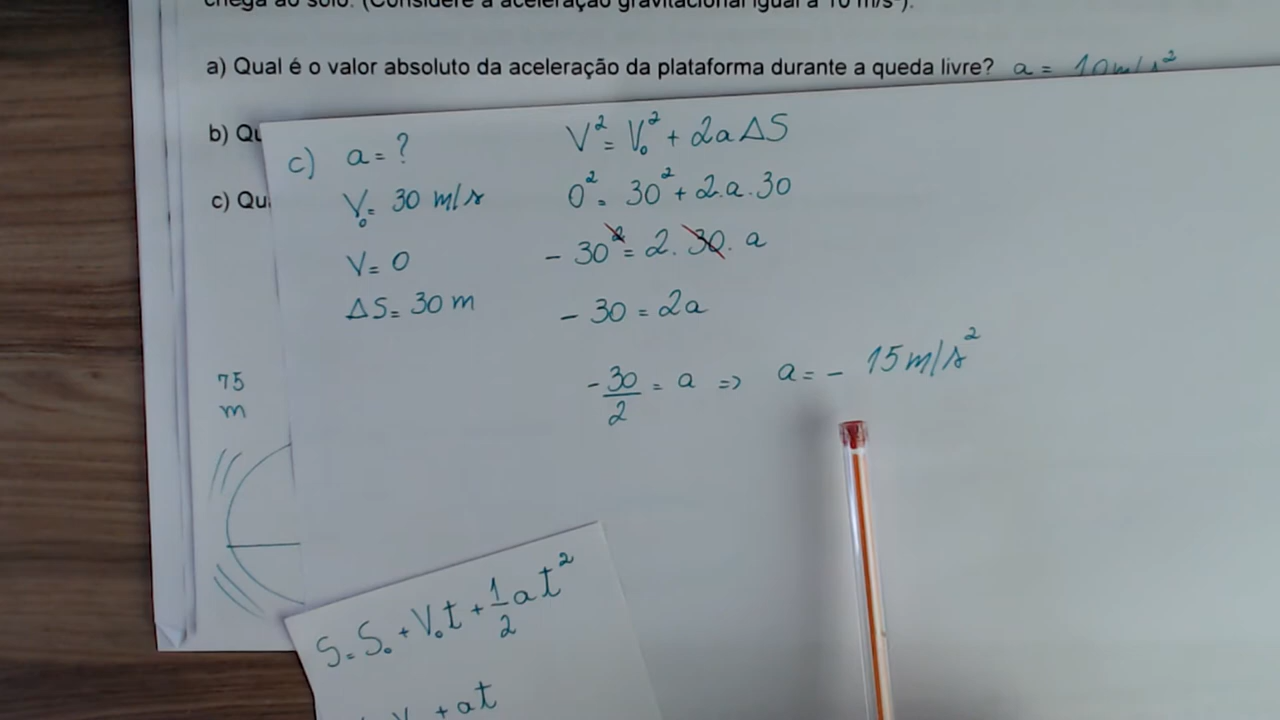 chega ao solo. (Considere a aceleração gravitacional igual a 10 m/s²).
a) Qual é o valor absoluto da aceleração da plataforma durante a queda livre? a = 10 m/s²
b) Qu
c) Qu
c) a = ?
V₀ = 30 m/s
V = 0
ΔS = 30 m
V² = V₀² + 2aΔS
0² = 30² + 2.a.30
- 30² = 2.30.a
- 30 = 2a
-30/2 = a => a = - 15 m/s²
75
m
S = S₀ + V₀t + 1/2 at²
+ at